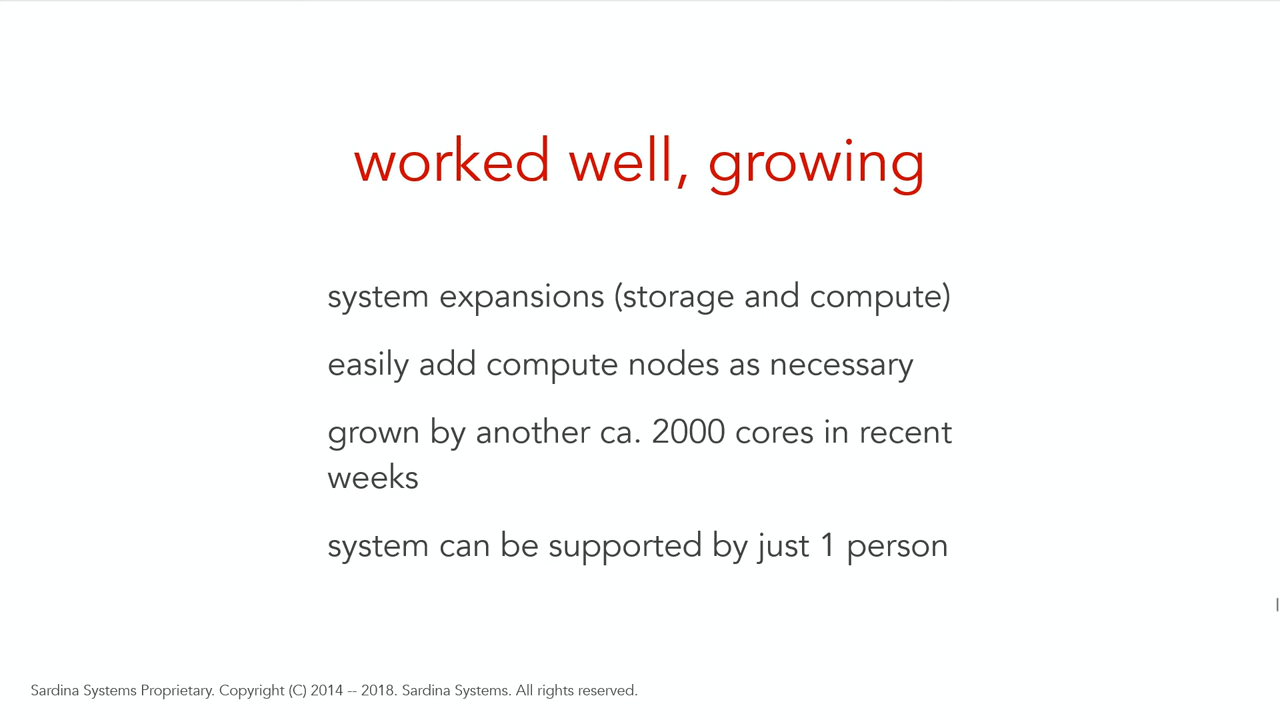 worked well, growing
system expansions (storage and compute)
easily add compute nodes as necessary
grown by another ca. 2000 cores in recent
weeks
system can be supported by just 1 person
Sardina Systems Proprietary. Copyright (C) 2014 -- 2018. Sardina Systems. All rights reserved.